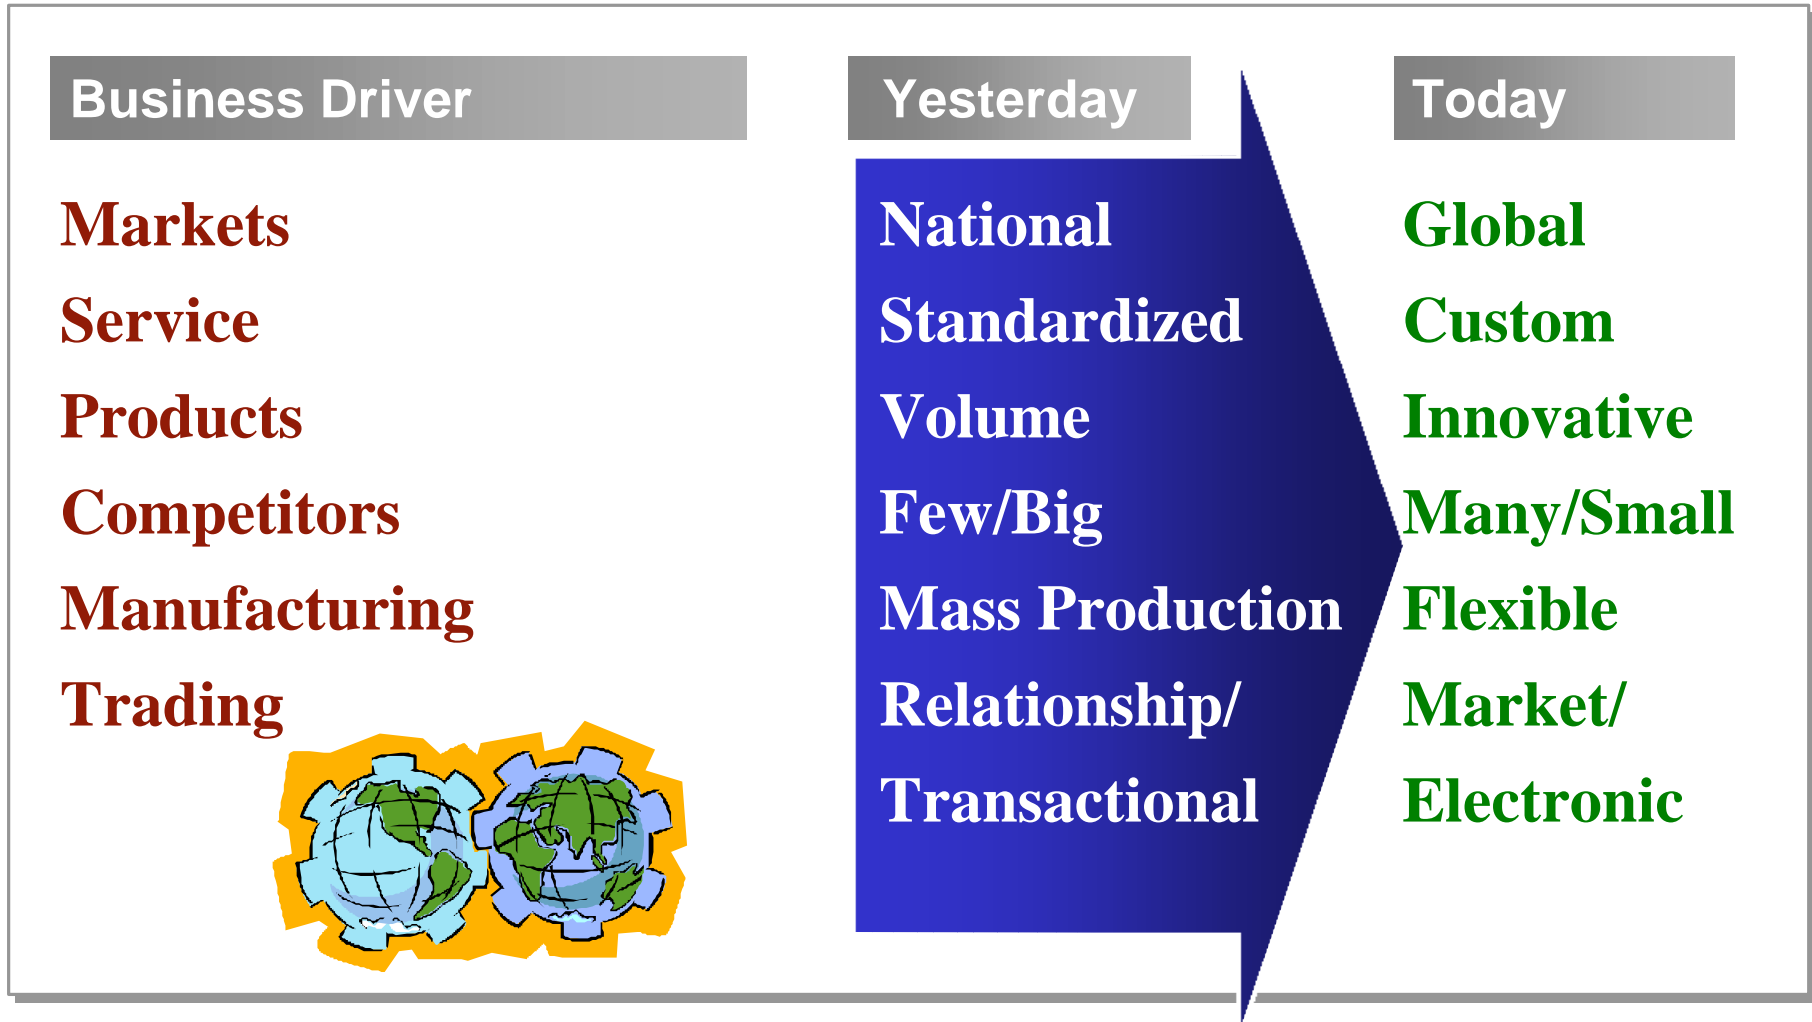 Business Driver Yesterday Today
Markets National Global
Service Standardized Custom
Products Volume Innovative
Competitors Few/Big Many/Small
Manufacturing Mass Production Flexible
Trading Relationship/ Market/
Transactional Electronic